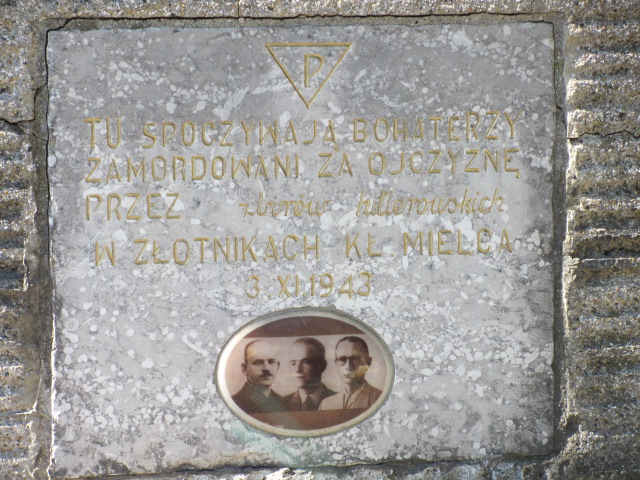 P
TU SPOCZYWAJĄ BOHATERZY
ZAMORDOWANI ZA OJCZYZNĘ
PRZEZ zbirów hitlerowskich
W ZŁOTNIKACH KŁ MIELCA
3.XI.1943